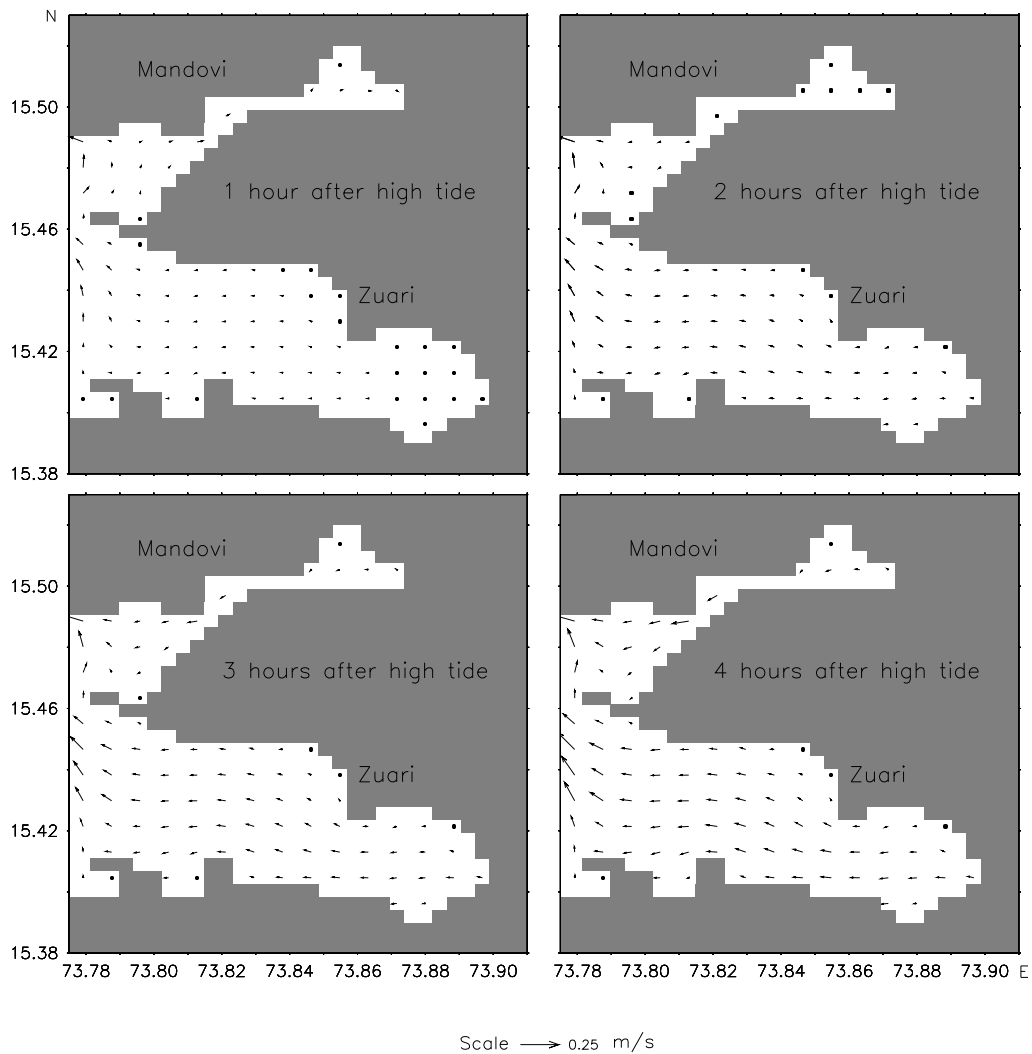 N
Mandovi
Mandovi
15.50
1 hour after high tide
2 hours after high tide
15.46
Zuari
Zuari
15.42
15.38
Mandovi
Mandovi
15.50
3 hours after high tide
4 hours after high tide
15.46
Zuari
Zuari
15.42
15.38
73.78 73.80 73.82 73.84 73.86 73.88 73.90 73.78 73.80 73.82 73.84 73.86 73.88 73.90 E
Scale 0.25 m/s